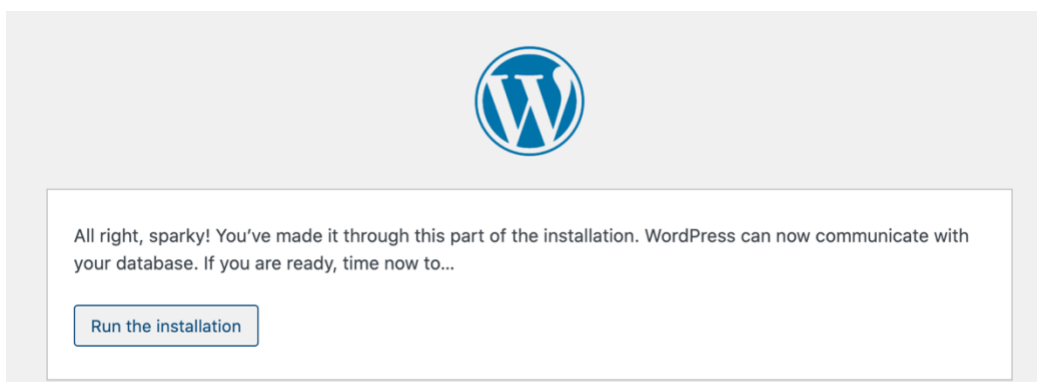 All right, sparky! You’ve made it through this part of the installation. WordPress can now communicate with
your database. If you are ready, time now to…
Run the installation